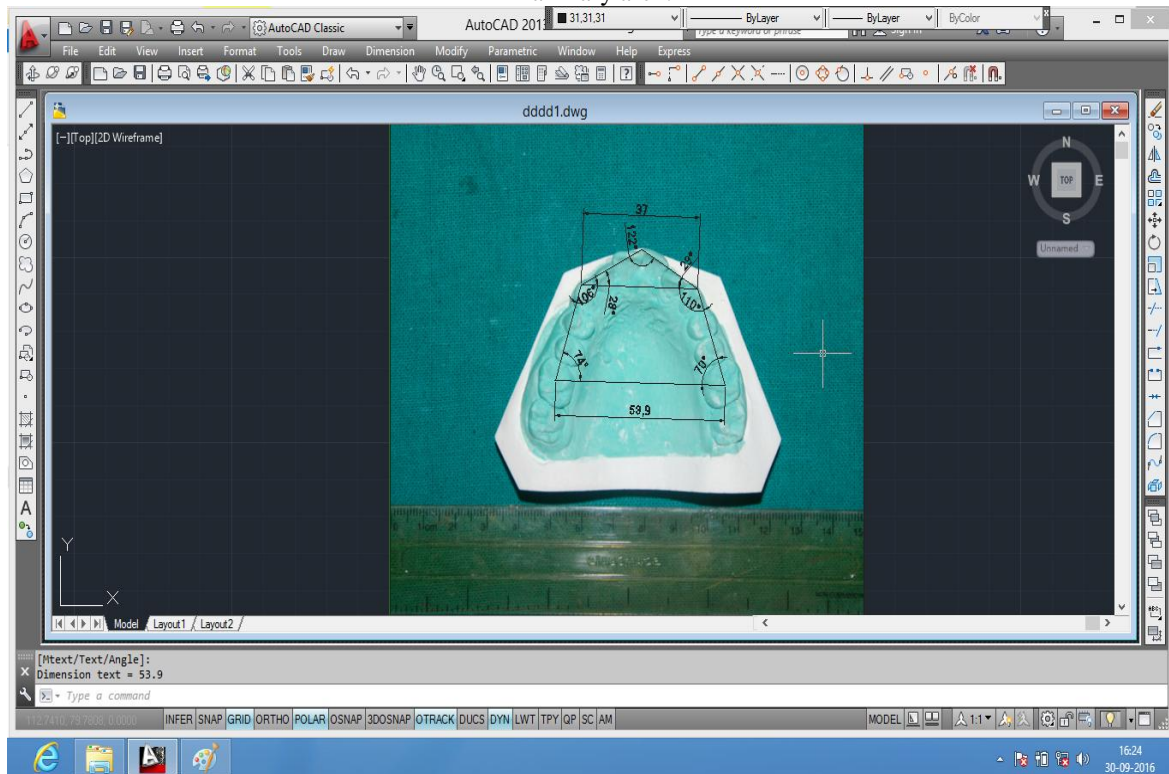 AutoCAD Classic
AutoCAD 2013
31,31,31
ByLayer
ByLayer
ByColor
File Edit View Insert Format Tools Draw Dimension Modify Parametric Window Help Express
dddd1.dwg
[−][Top][2D Wireframe]
N
W TOP E
S
Unnamed
37
122°
29°
106°
28°
110°
74°
70°
53,9
Y
X
Model Layout1 Layout2
[Mtext/Text/Angle]:
Dimension text = 53.9
Type a command
INFER SNAP GRID ORTHO POLAR OSNAP 3DOSNAP OTRACK DUCS DYN LWT TPY QP SC AM
MODEL 1:1
16:24
30-09-2016